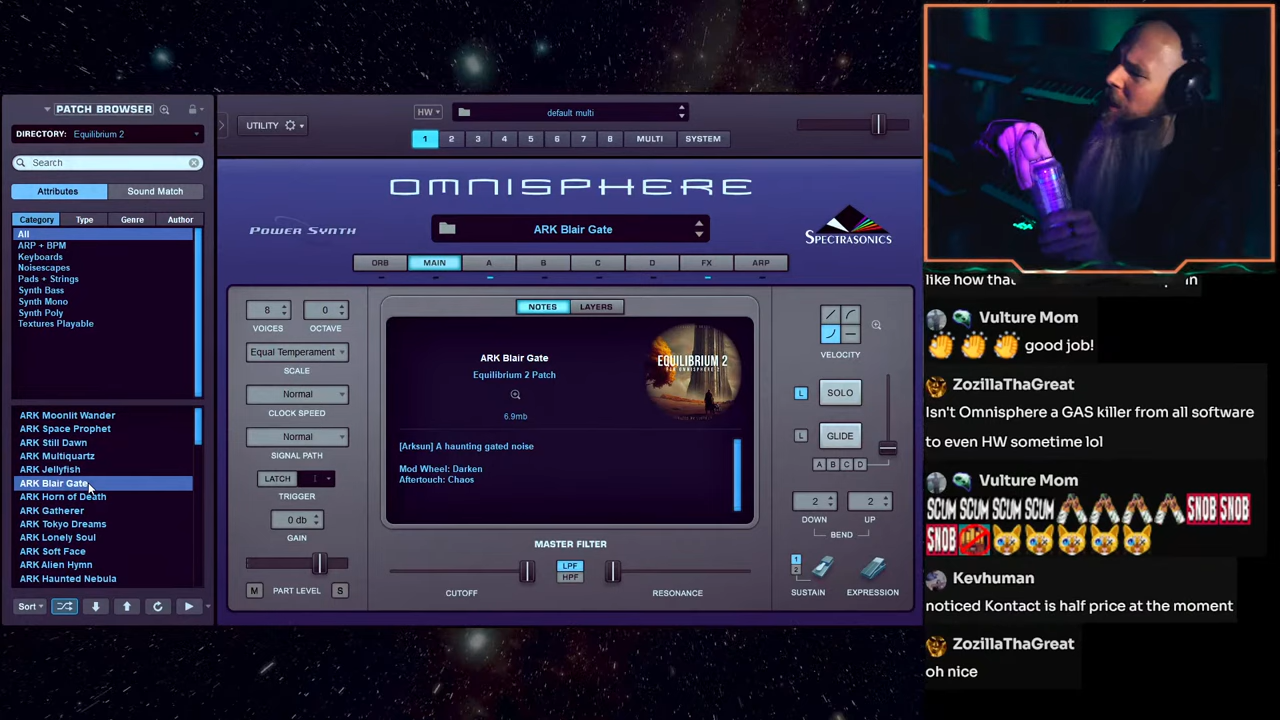 PATCH BROWSER
DIRECTORY: Equilibrium 2
Search
Attributes
Sound Match
Category
Type
Genre
Author
All
ARP + BPM
Keyboards
Noisescapes
Pads + Strings
Synth Bass
Synth Mono
Synth Poly
Textures Playable
ARK Moonlit Wander
ARK Space Prophet
ARK Still Dawn
ARK Multiquartz
ARK Jellyfish
ARK Blair Gate
ARK Horn of Death
ARK Gatherer
ARK Tokyo Dreams
ARK Lonely Soul
ARK Soft Face
ARK Alien Hymn
ARK Haunted Nebula
Sort
UTILITY
HW
default multi
1 2 3 4 5 6 7 8 MULTI SYSTEM
OMNISPHERE
POWER SYNTH
ARK Blair Gate
SPECTRASONICS
ORB MAIN A B C D FX ARP
6
0
VOICES
OCTAVE
Equal Temperament
SCALE
Normal
CLOCK SPEED
Normal
SIGNAL PATH
LATCH
TRIGGER
0 db
GAIN
M PART LEVEL S
NOTES
LAYERS
ARK Blair Gate
Equilibrium 2 Patch
6.9mb
EQUILIBRIUM 2
FOR OMNISPHERE 2
[Arksun] A haunting gated noise
Mod Wheel: Darken
Aftertouch: Chaos
MASTER FILTER
LPF
HPF
CUTOFF
RESONANCE
VELOCITY
L SOLO
L GLIDE
A B C D
2
2
DOWN
UP
BEND
1
2
SUSTAIN
EXPRESSION
like how that
Vulture Mom
good job!
ZozillaThaGreat
Isn't Omnisphere a GAS killer from all software
to even HW sometime lol
Vulture Mom
SCUM SCUM SCUM SCUM SNOB SNOB
SNOB
Kevhuman
noticed Kontact is half price at the moment
ZozillaThaGreat
oh nice